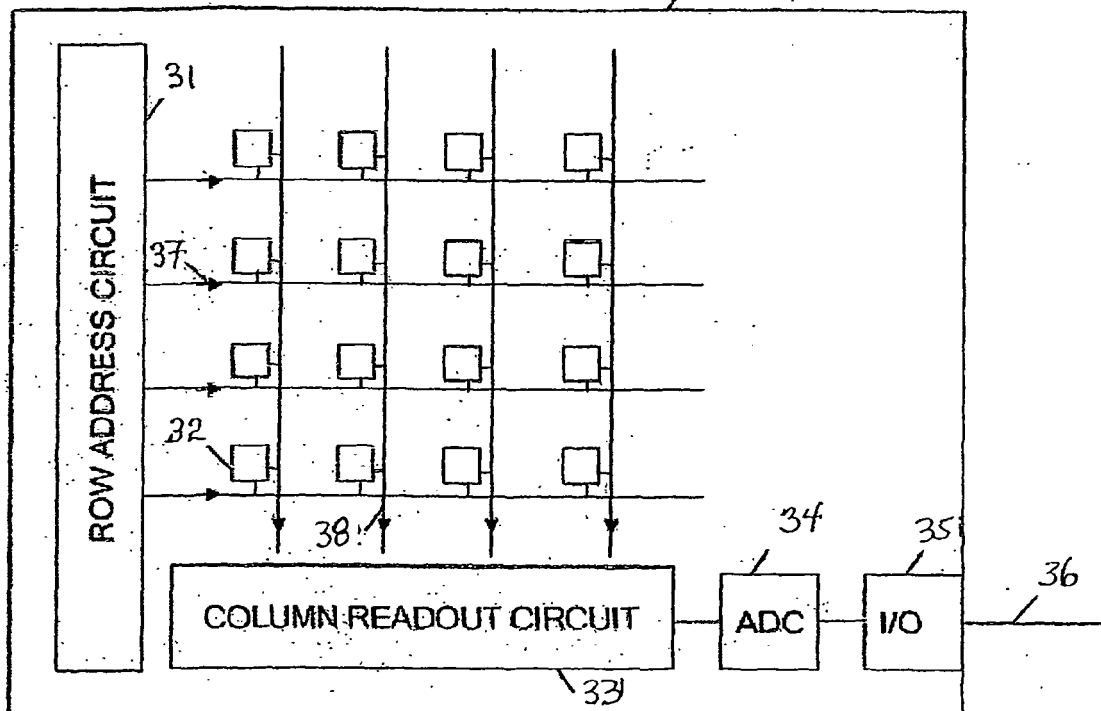 31
37
32
38
ROW ADDRESS CIRCUIT
34
35
36
COLUMN READOUT CIRCUIT
ADC
I/O
33